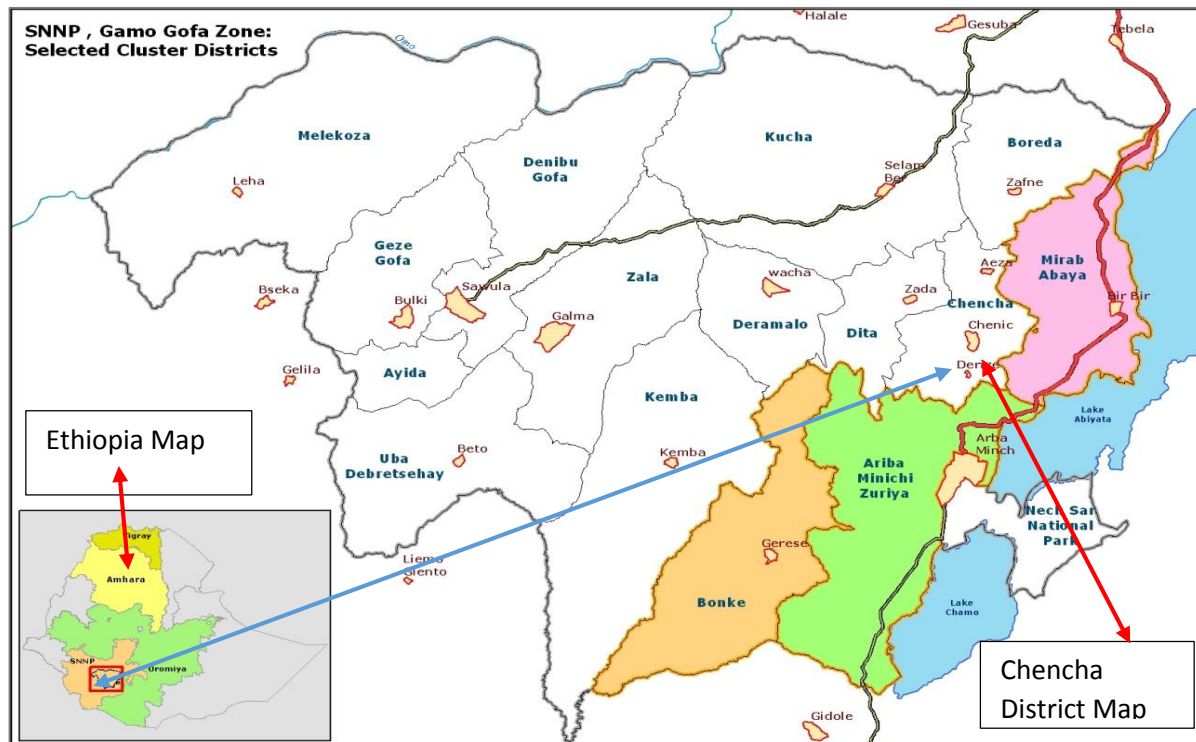 SNNP , Gamo Gofa Zone:
Selected Cluster Districts
Omo
Halale
Gesuba
Tebela
Melekoza
Kucha
Denibu
Gofa
Boreda
Selam
Ber
Leha
Zafne
Geze
Gofa
Zala
wacha
Aeza
Mirab
Abaya
Bseka
Sawula
Zada
Chencha
Bulki
Galma
Deramalo
Dita
Bir Bir
Chenic
Gelila
Ayida
Kemba
Lake
Abiyata
Ethiopia Map
Beto
Uba
Debretsehay
Kemba
Ariba
Minichi
Zuriya
Arba
Minch
Nech Sar
National
Park
Tigray
Amhara
Liemo
Giento
Gerese
Bonke
Lake
Chamo
SNNP
Oromiya
Chencha
District Map
Gidole